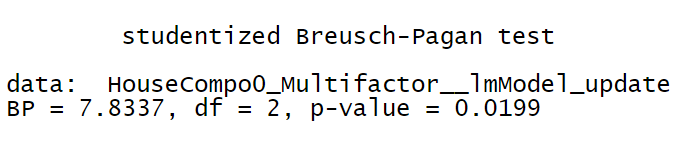 studentized Breusch-Pagan test
data:  HouseCompo0_Multifactor__lmModel_update
BP = 7.8337, df = 2, p-value = 0.0199